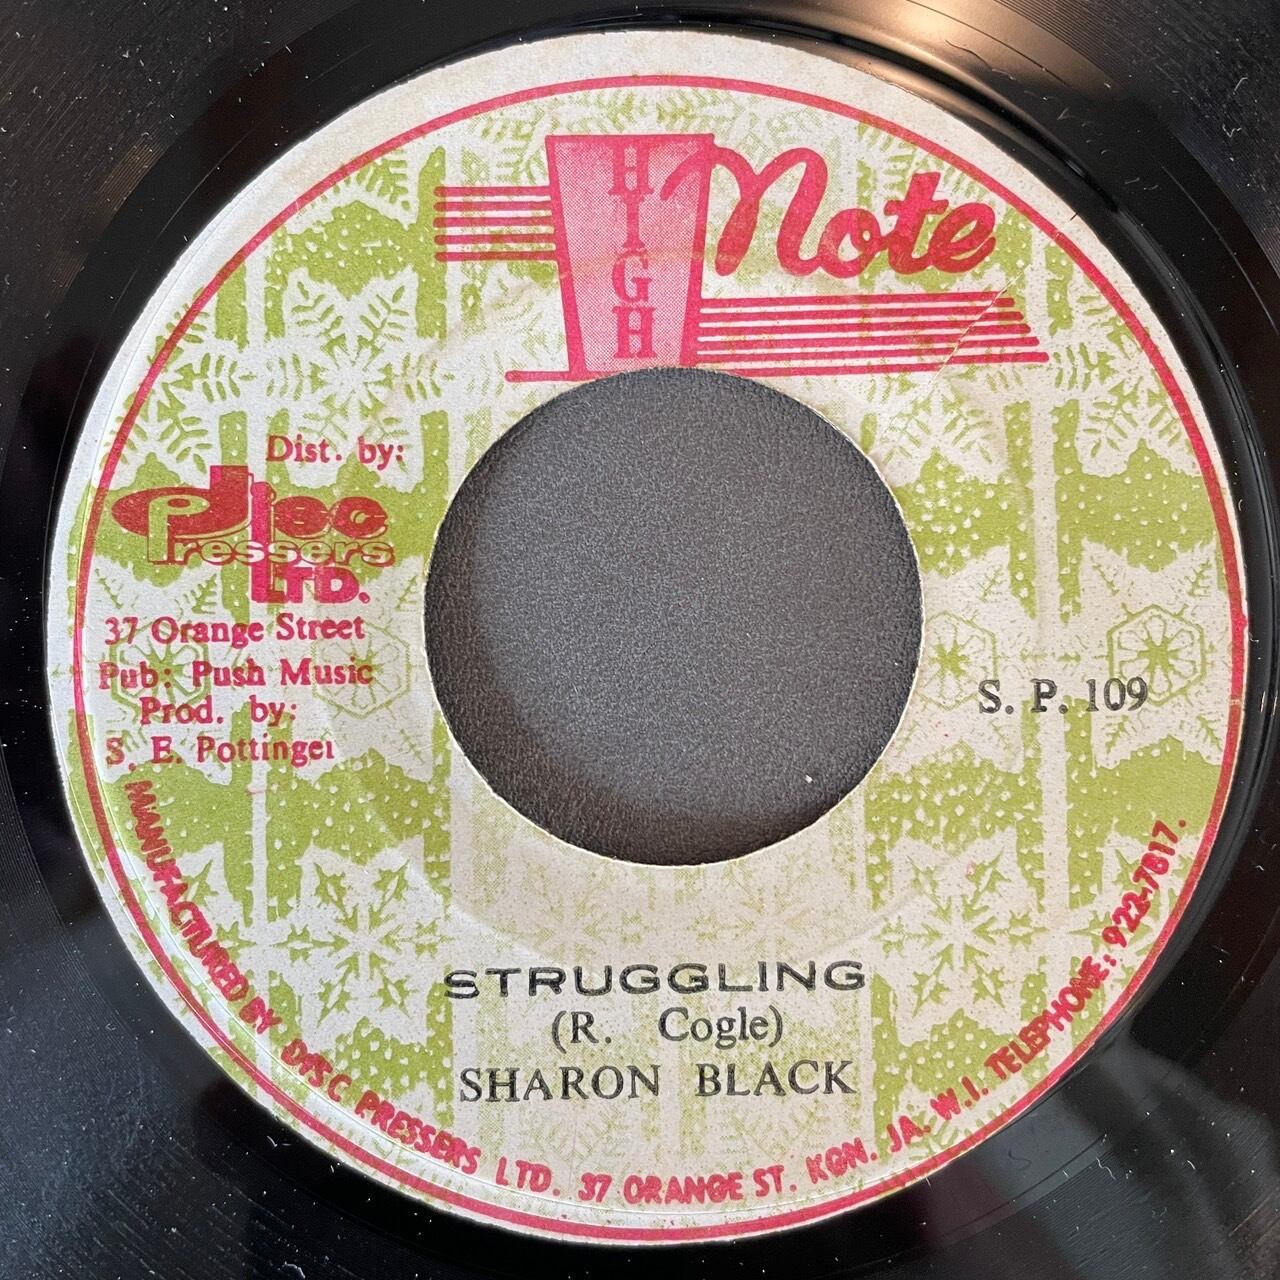 HIGH
Note
Dist. by:
Disc
Pressers
LTD.
37 Orange Street
Pub: Push Music
Prod. by:
S. E. Pottinger
S. P. 109
STRUGGLING
(R. Cogle)
SHARON BLACK
MANUFACTURED BY DISC PRESSERS LTD. 37 ORANGE ST. KGN. JA. W.I. TELEPHONE: 922-7817.